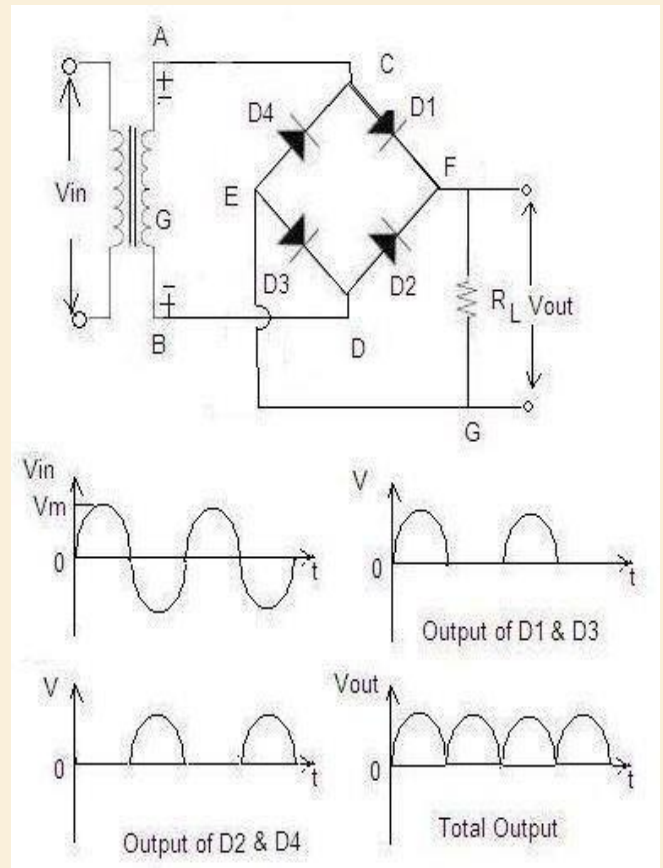 A
C
D4
D1
+
−
Vin
E
F
G
D3
D2
R_L
Vout
−
+
B
D
G
Vin
Vm
0
t
V
0
t
Output of D1 & D3
V
0
t
Output of D2 & D4
Vout
0
t
Total Output